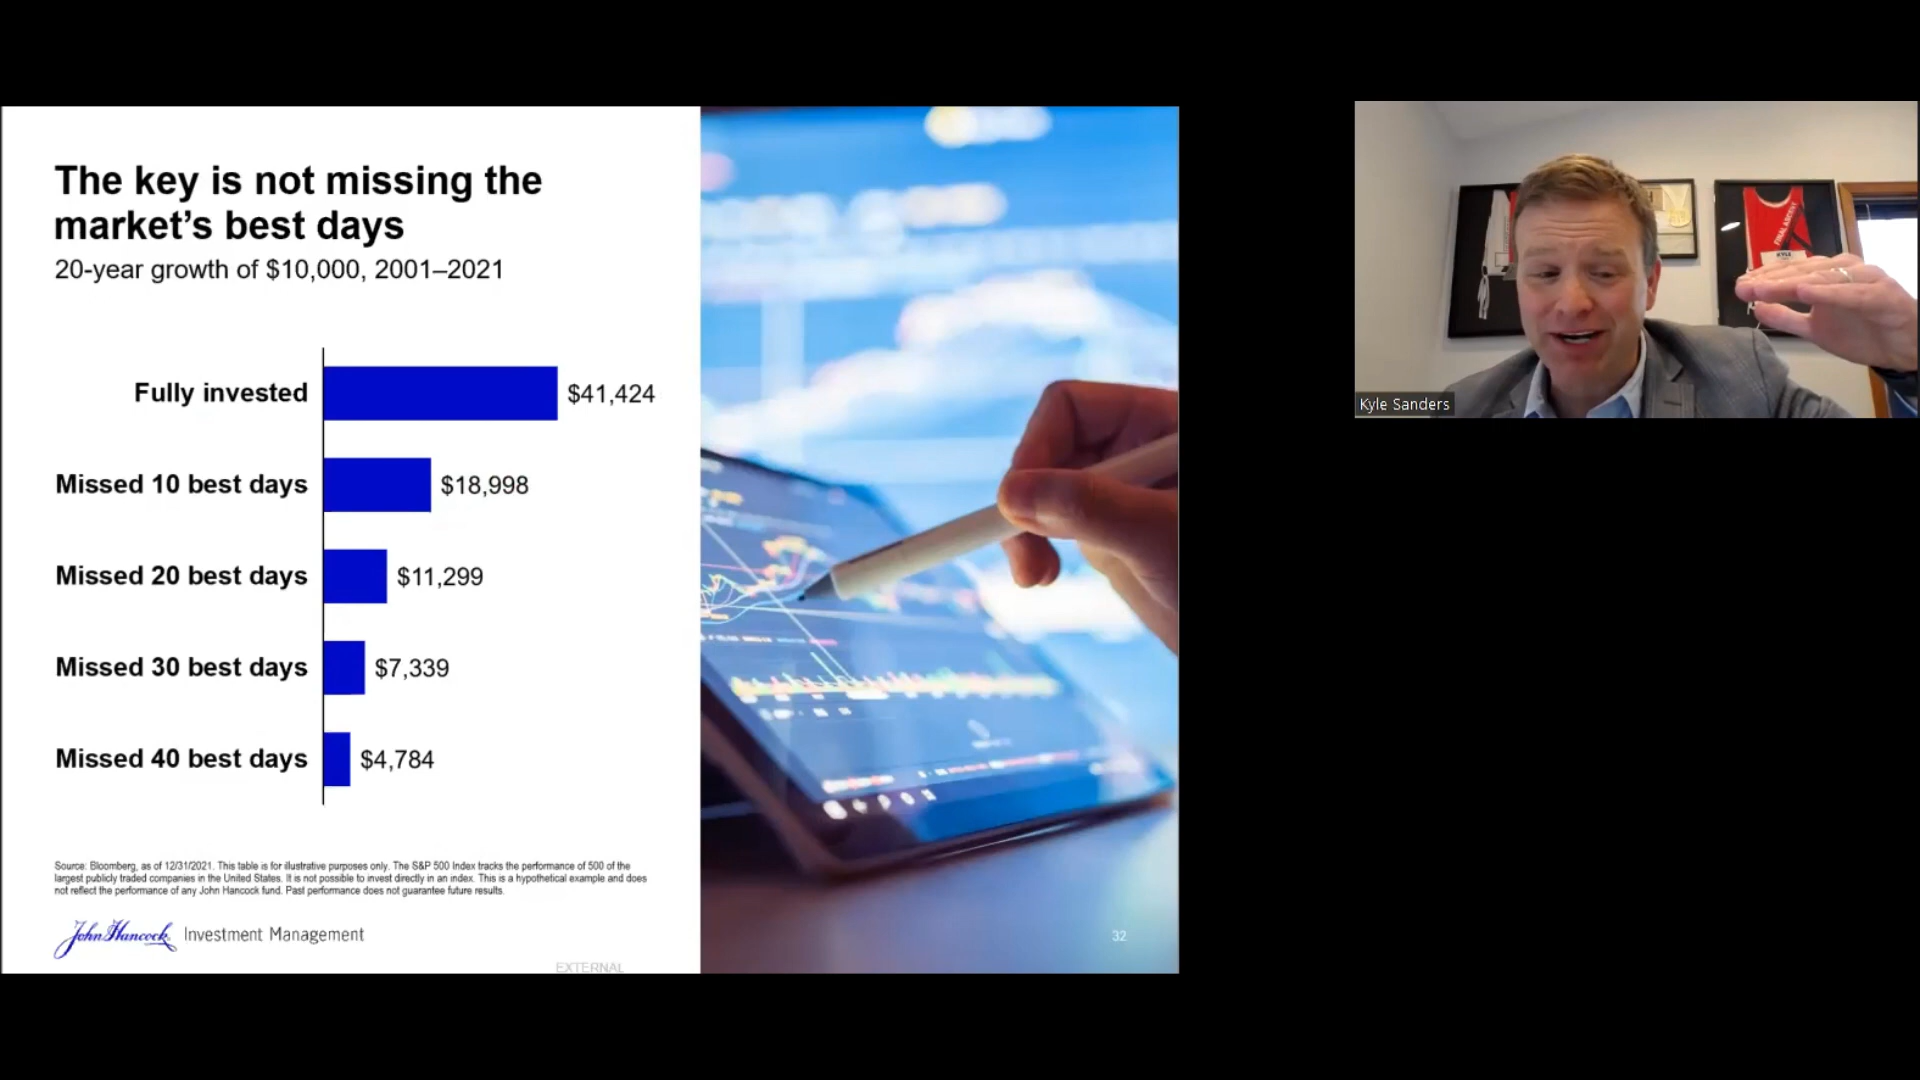 The key is not missing the
market’s best days
20-year growth of $10,000, 2001–2021
Fully invested $41,424
Missed 10 best days $18,998
Missed 20 best days $11,299
Missed 30 best days $7,339
Missed 40 best days $4,784
Source: Bloomberg, as of 12/31/2021. This table is for illustrative purposes only. The S&P 500 Index tracks the performance of 500 of the
largest publicly traded companies in the United States. It is not possible to invest directly in an index. This is a hypothetical example and does
not reflect the performance of any John Hancock fund. Past performance does not guarantee future results.
John Hancock Investment Management
EXTERNAL
32
FINAL ASCENT
KYLE
Kyle Sanders